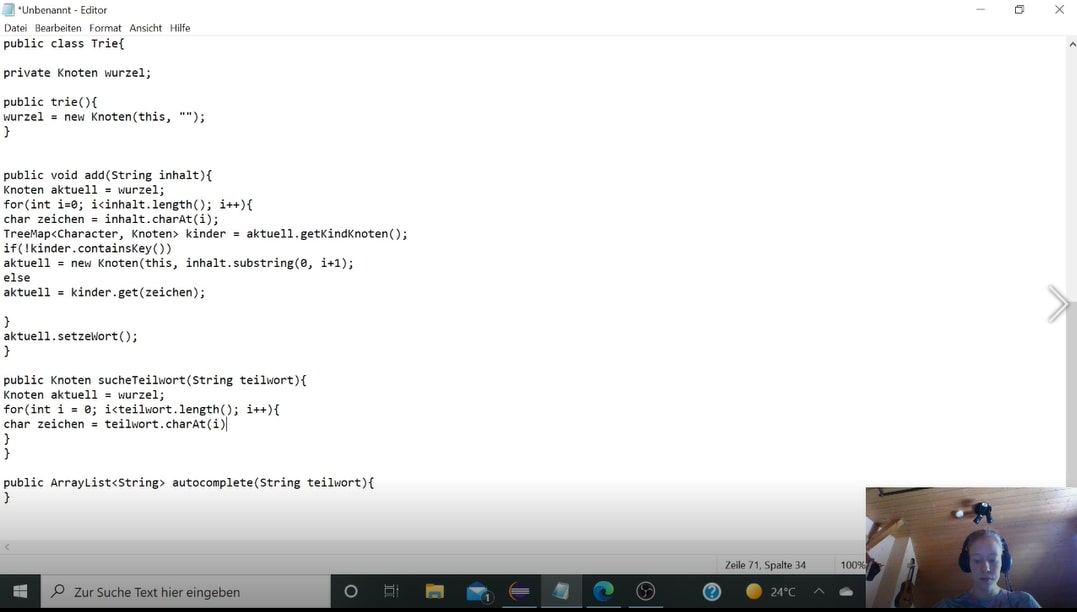 *Unbenannt - Editor
Datei Bearbeiten Format Ansicht Hilfe
public class Trie{
private Knoten wurzel;
public trie(){
wurzel = new Knoten(this, "");
}
public void add(String inhalt){
Knoten aktuell = wurzel;
for(int i=0; i<inhalt.length(); i++){
char zeichen = inhalt.charAt(i);
TreeMap<Character, Knoten> kinder = aktuell.getKindKnoten();
if(!kinder.containsKey())
aktuell = new Knoten(this, inhalt.substring(0, i+1);
else
aktuell = kinder.get(zeichen);
}
aktuell.setzeWort();
}
public Knoten sucheTeilwort(String teilwort){
Knoten aktuell = wurzel;
for(int i = 0; i<teilwort.length(); i++){
char zeichen = teilwort.charAt(i)
}
}
public ArrayList<String> autocomplete(String teilwort){
}
Zeile 71, Spalte 34
100%
Zur Suche Text hier eingeben
1
24°C